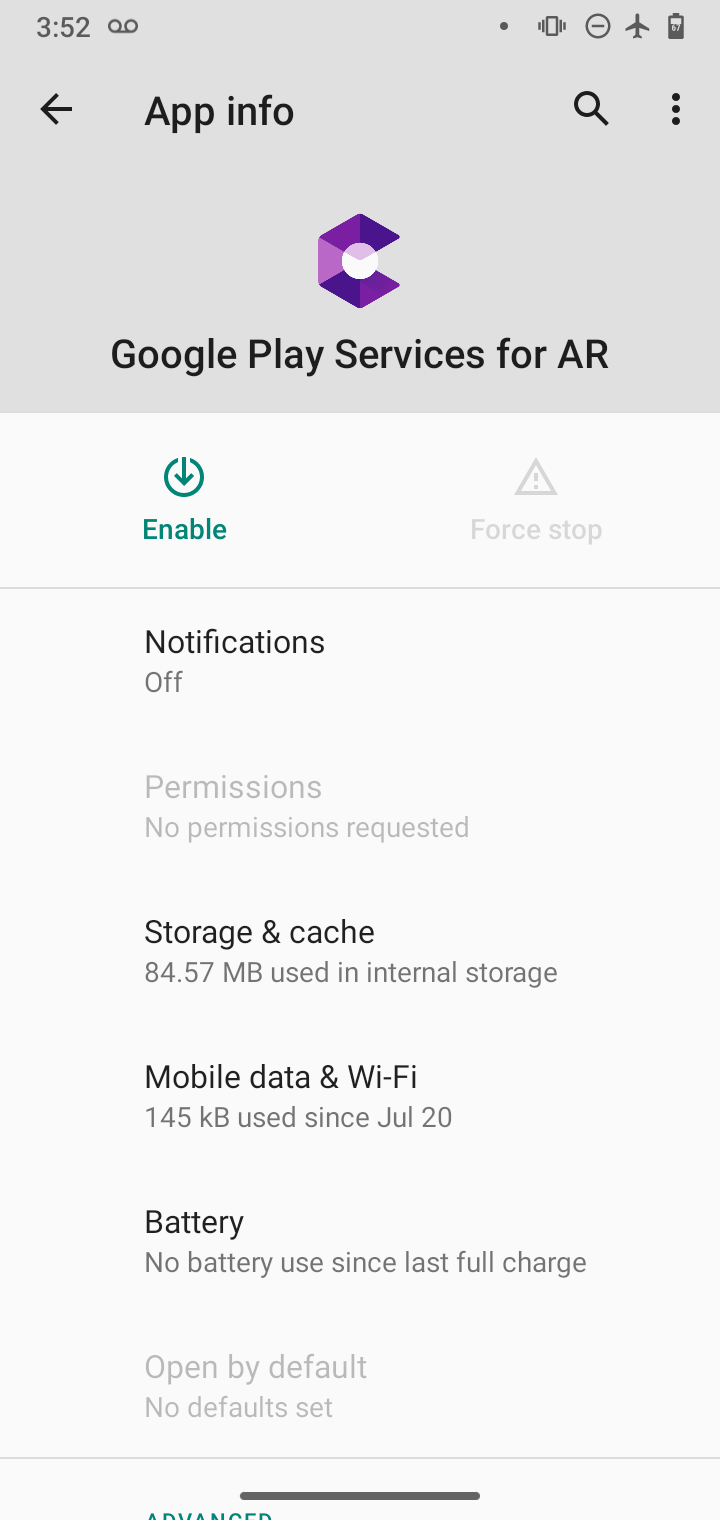 3:52
App info
Google Play Services for AR
Enable
Force stop
Notifications
Off
Permissions
No permissions requested
Storage & cache
84.57 MB used in internal storage
Mobile data & Wi-Fi
145 kB used since Jul 20
Battery
No battery use since last full charge
Open by default
No defaults set
ADVANCED